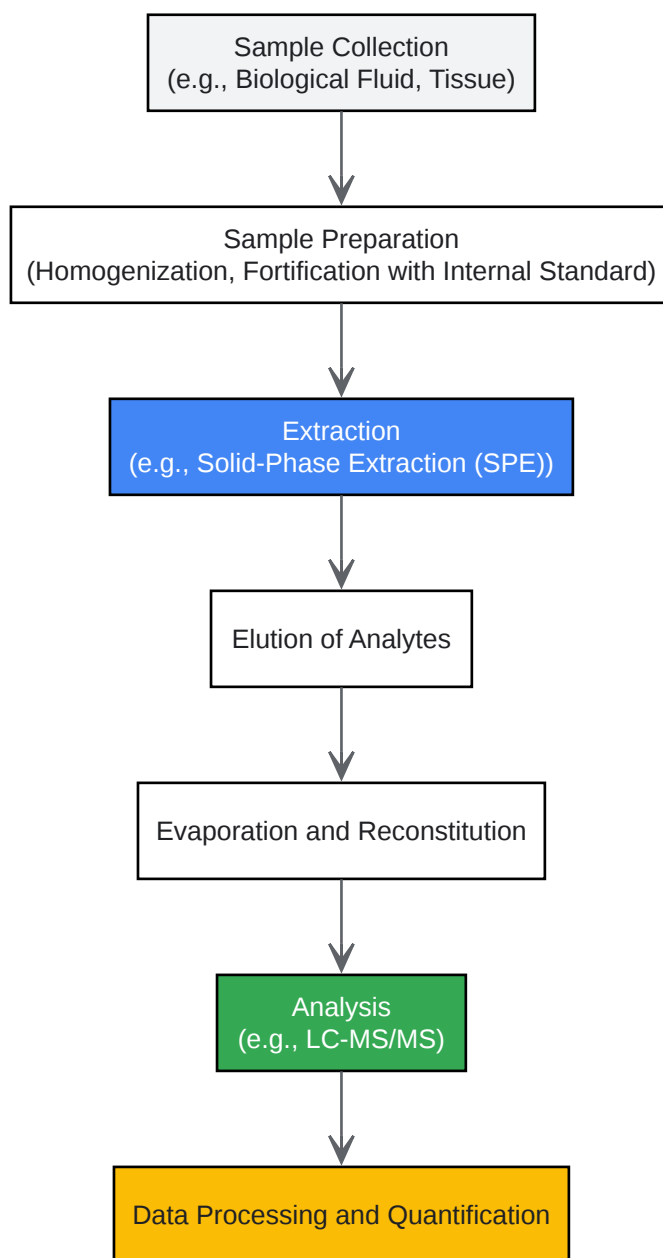 Sample Collection
(e.g., Biological Fluid, Tissue)
Sample Preparation
(Homogenization, Fortification with Internal Standard)
Extraction
(e.g., Solid-Phase Extraction (SPE))
Elution of Analytes
Evaporation and Reconstitution
Analysis
(e.g., LC-MS/MS)
Data Processing and Quantification